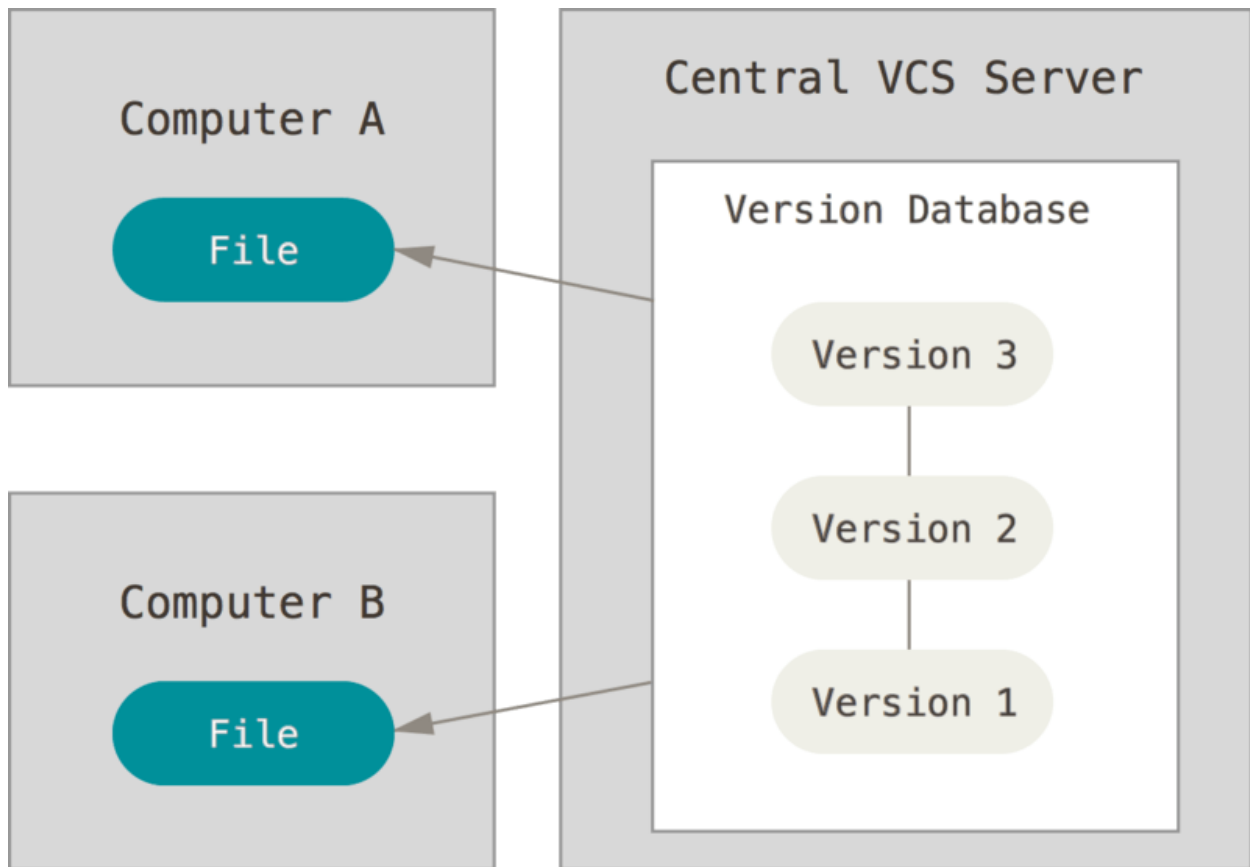 Computer A
File
Computer B
File
Central VCS Server
Version Database
Version 3
Version 2
Version 1